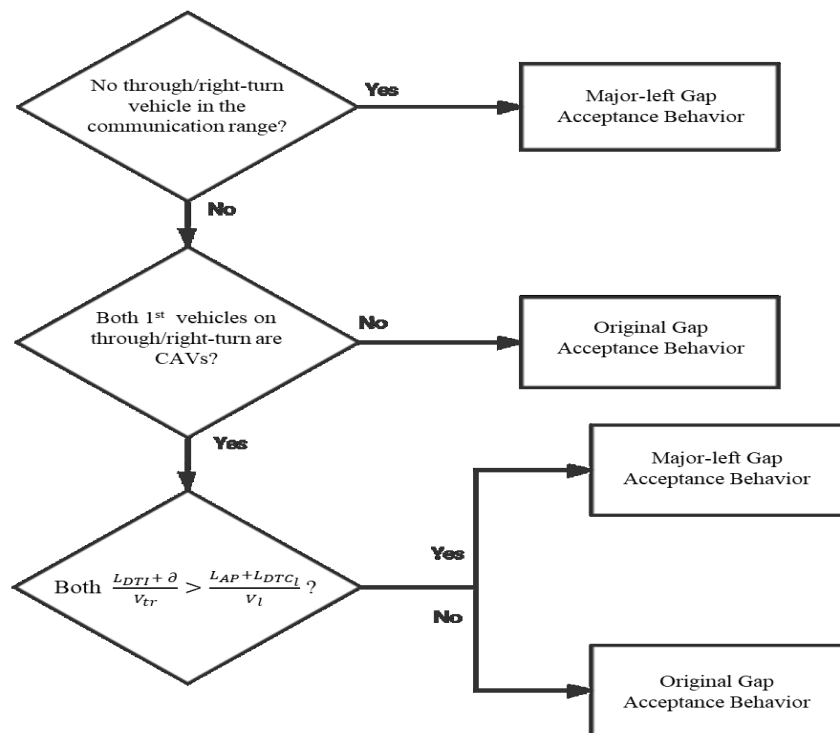 No through/right-turn
vehicle in the
communication range?
Yes
Major-left Gap
Acceptance Behavior
No
Both 1st vehicles on
through/right-turn are
CAVs?
No
Original Gap
Acceptance Behavior
Yes
Major-left Gap
Acceptance Behavior
Yes
Both (L_DTI + ∂)/V_tr > (L_AP + L_DTC_l)/V_l ?
No
Original Gap
Acceptance Behavior